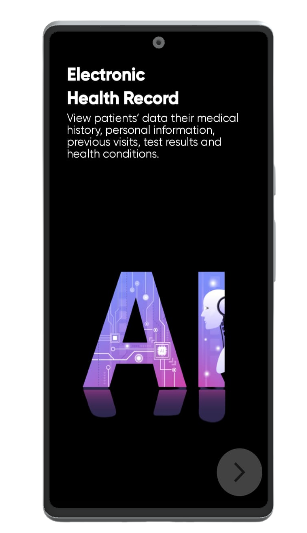 Electronic
Health Record
View patients' data their medical
history, personal information,
previous visits, test results and
health conditions.
AI